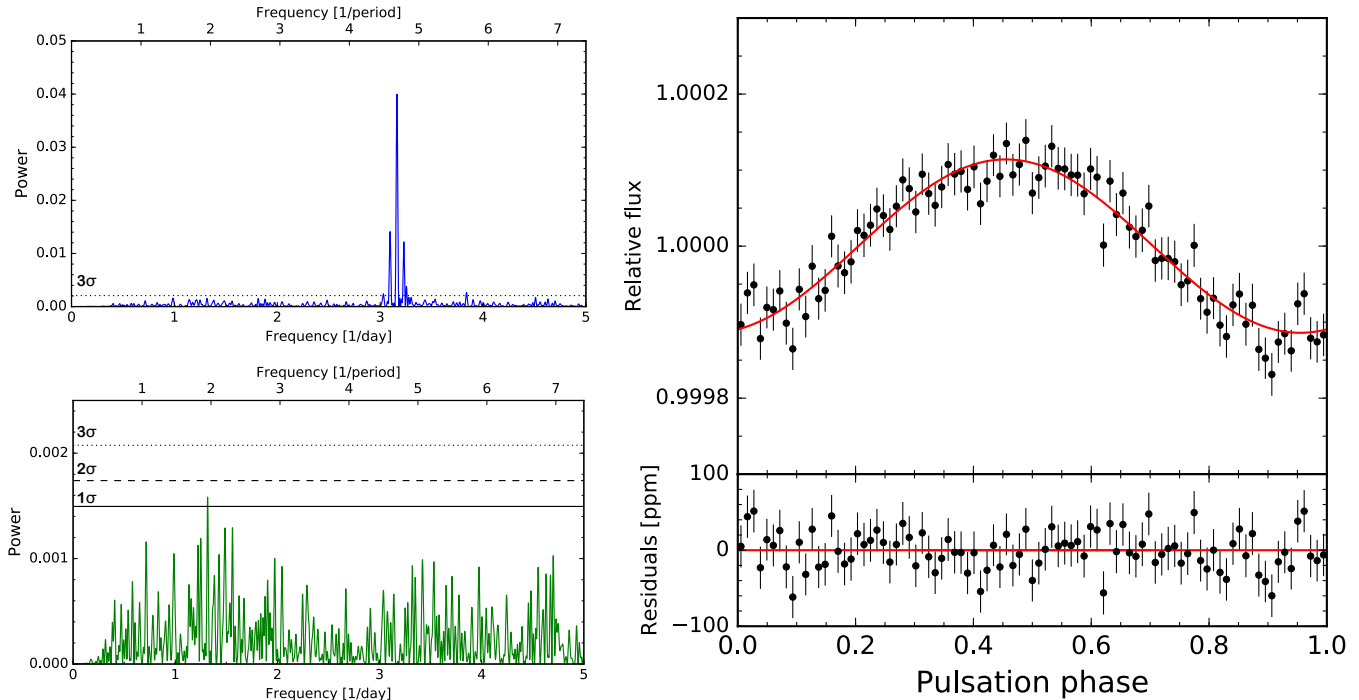 Frequency [1/period]
1 2 3 4 5 6 7
0.05
0.04
0.03
0.02
0.01
0.00
Power
3σ
0 1 2 3 4 5
Frequency [1/day]
Frequency [1/period]
1 2 3 4 5 6 7
3σ
2σ
1σ
0.002
0.001
0.000
Power
0 1 2 3 4 5
Frequency [1/day]
1.0002
1.0000
0.9998
Relative flux
100
0
−100
Residuals [ppm]
0.0 0.2 0.4 0.6 0.8 1.0
Pulsation phase